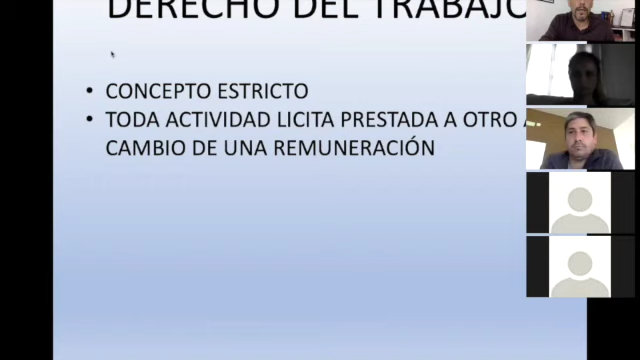 DERECHO DEL TRABAJO
• CONCEPTO ESTRICTO
• TODA ACTIVIDAD LICITA PRESTADA A OTRO A
CAMBIO DE UNA REMUNERACIÓN